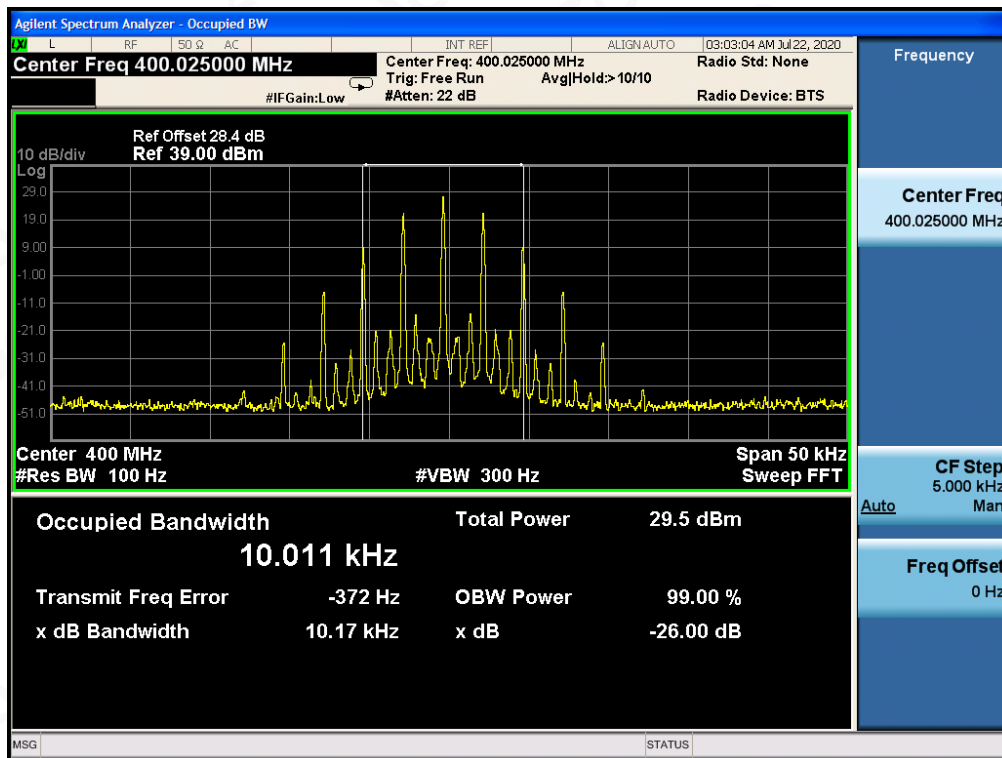 Agilent Spectrum Analyzer - Occupied BW
LXI L RF 50 Ω AC INT REF ALIGN AUTO 03:03:04 AM Jul 22, 2020
Center Freq 400.025000 MHz
Center Freq: 400.025000 MHz
Radio Std: None
Trig: Free Run Avg|Hold:>10/10
#IFGain:Low
#Atten: 22 dB
Radio Device: BTS
Ref Offset 28.4 dB
10 dB/div Ref 39.00 dBm
Log
29.0
19.0
9.00
-1.00
-11.0
-21.0
-31.0
-41.0
-51.0
Center 400 MHz Span 50 kHz
#Res BW 100 Hz #VBW 300 Hz Sweep FFT
Occupied Bandwidth Total Power 29.5 dBm
10.011 kHz
Transmit Freq Error -372 Hz OBW Power 99.00 %
x dB Bandwidth 10.17 kHz x dB -26.00 dB
MSG STATUS
Frequency
Center Freq
400.025000 MHz
CF Step
5.000 kHz
Auto Man
Freq Offset
0 Hz